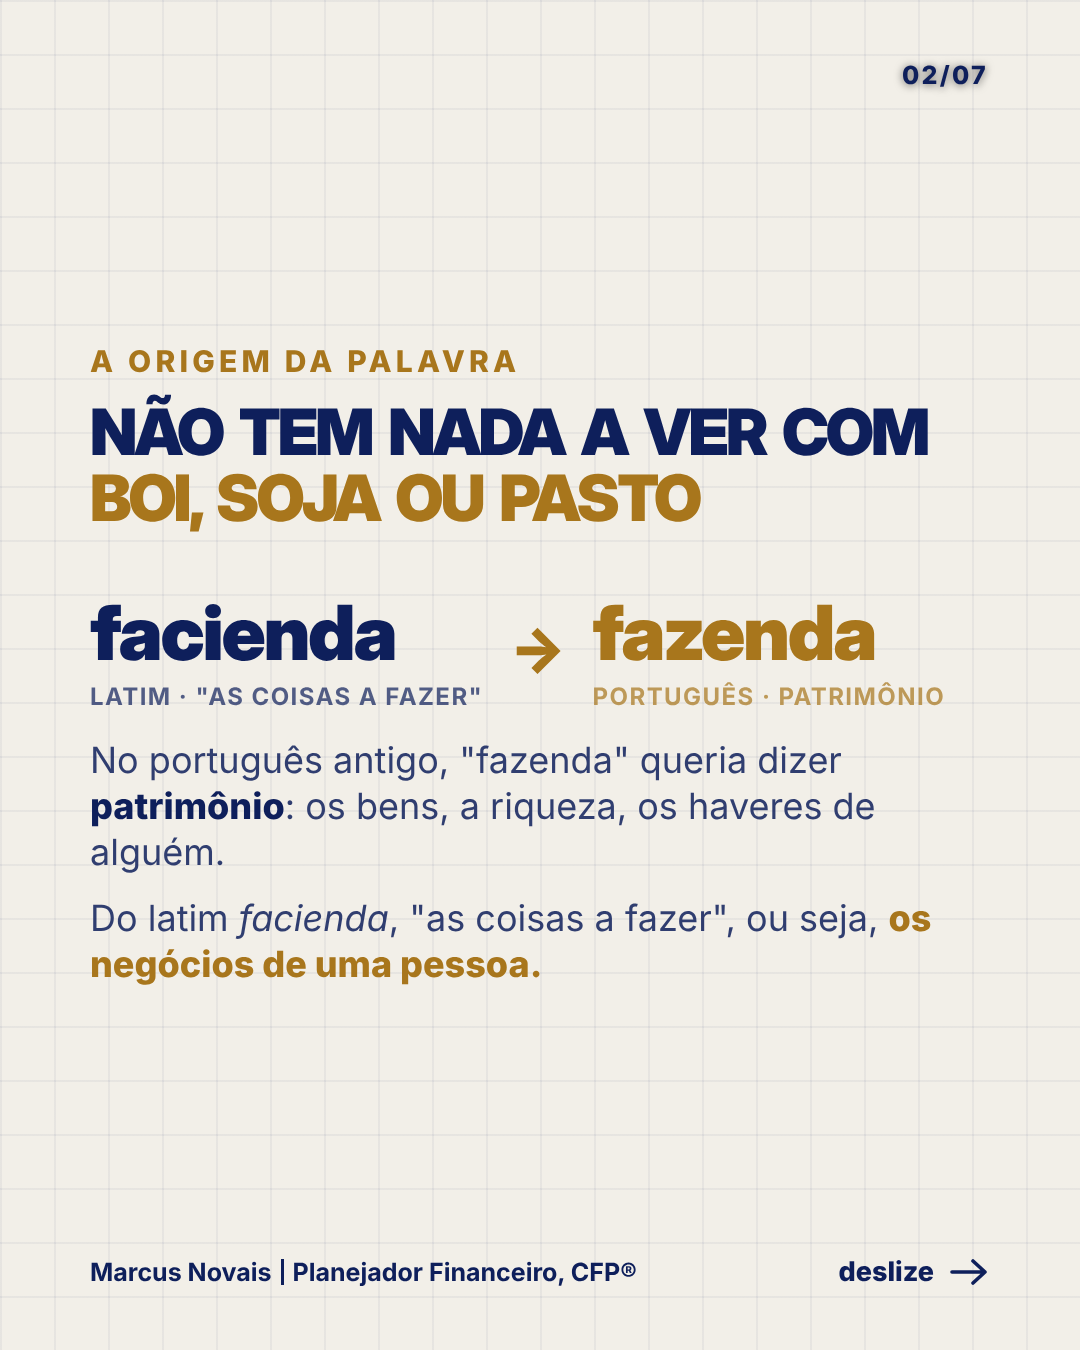 02/07
A ORIGEM DA PALAVRA
NÃO TEM NADA A VER COM
BOI, SOJA OU PASTO
facienda → fazenda
LATIM · "AS COISAS A FAZER" PORTUGUÊS · PATRIMÔNIO
No português antigo, "fazenda" queria dizer
patrimônio: os bens, a riqueza, os haveres de
alguém.
Do latim facienda, "as coisas a fazer", ou seja, os
negócios de uma pessoa.
Marcus Novais | Planejador Financeiro, CFP® deslize →